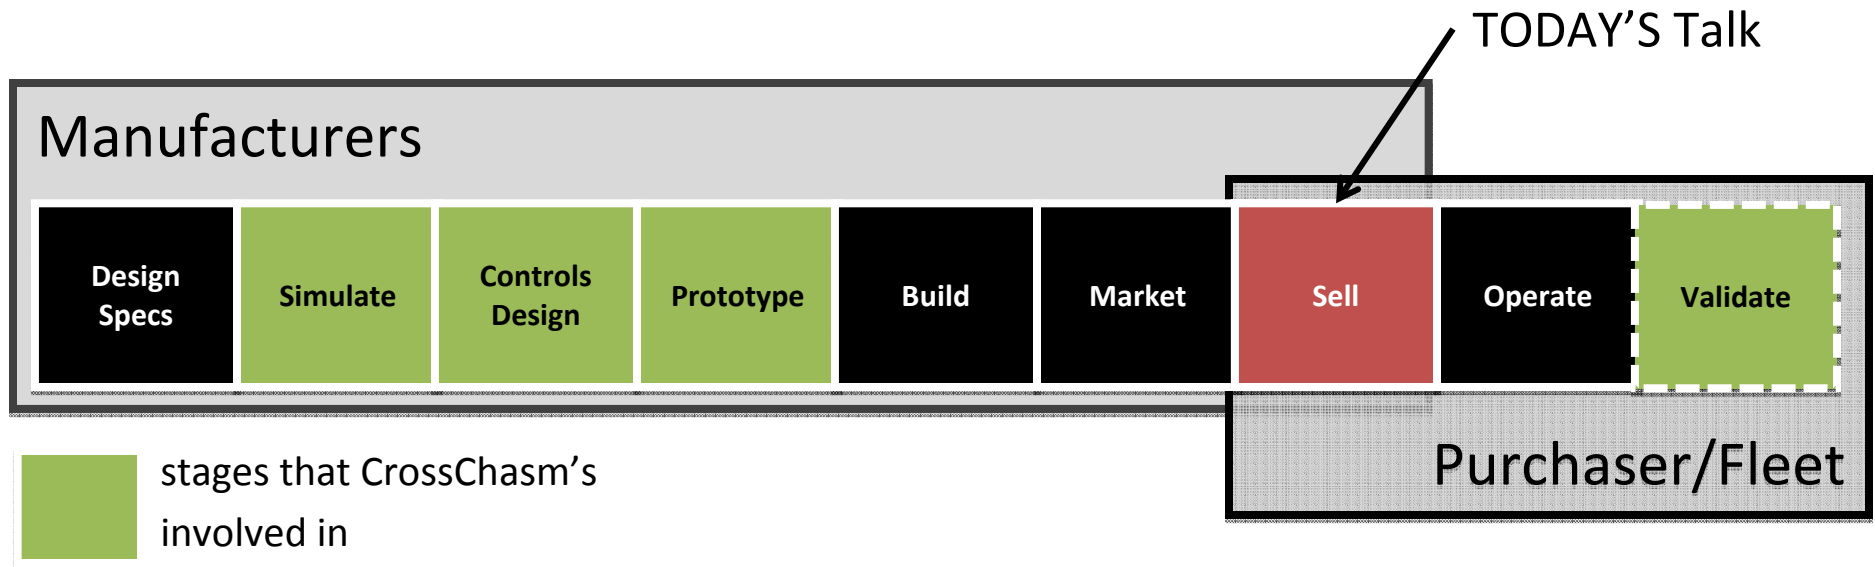 TODAY’S Talk
Manufacturers
Design
Specs
Simulate
Controls
Design
Prototype
Build
Market
Sell
Operate
Validate
Purchaser/Fleet
stages that CrossChasm’s
involved in